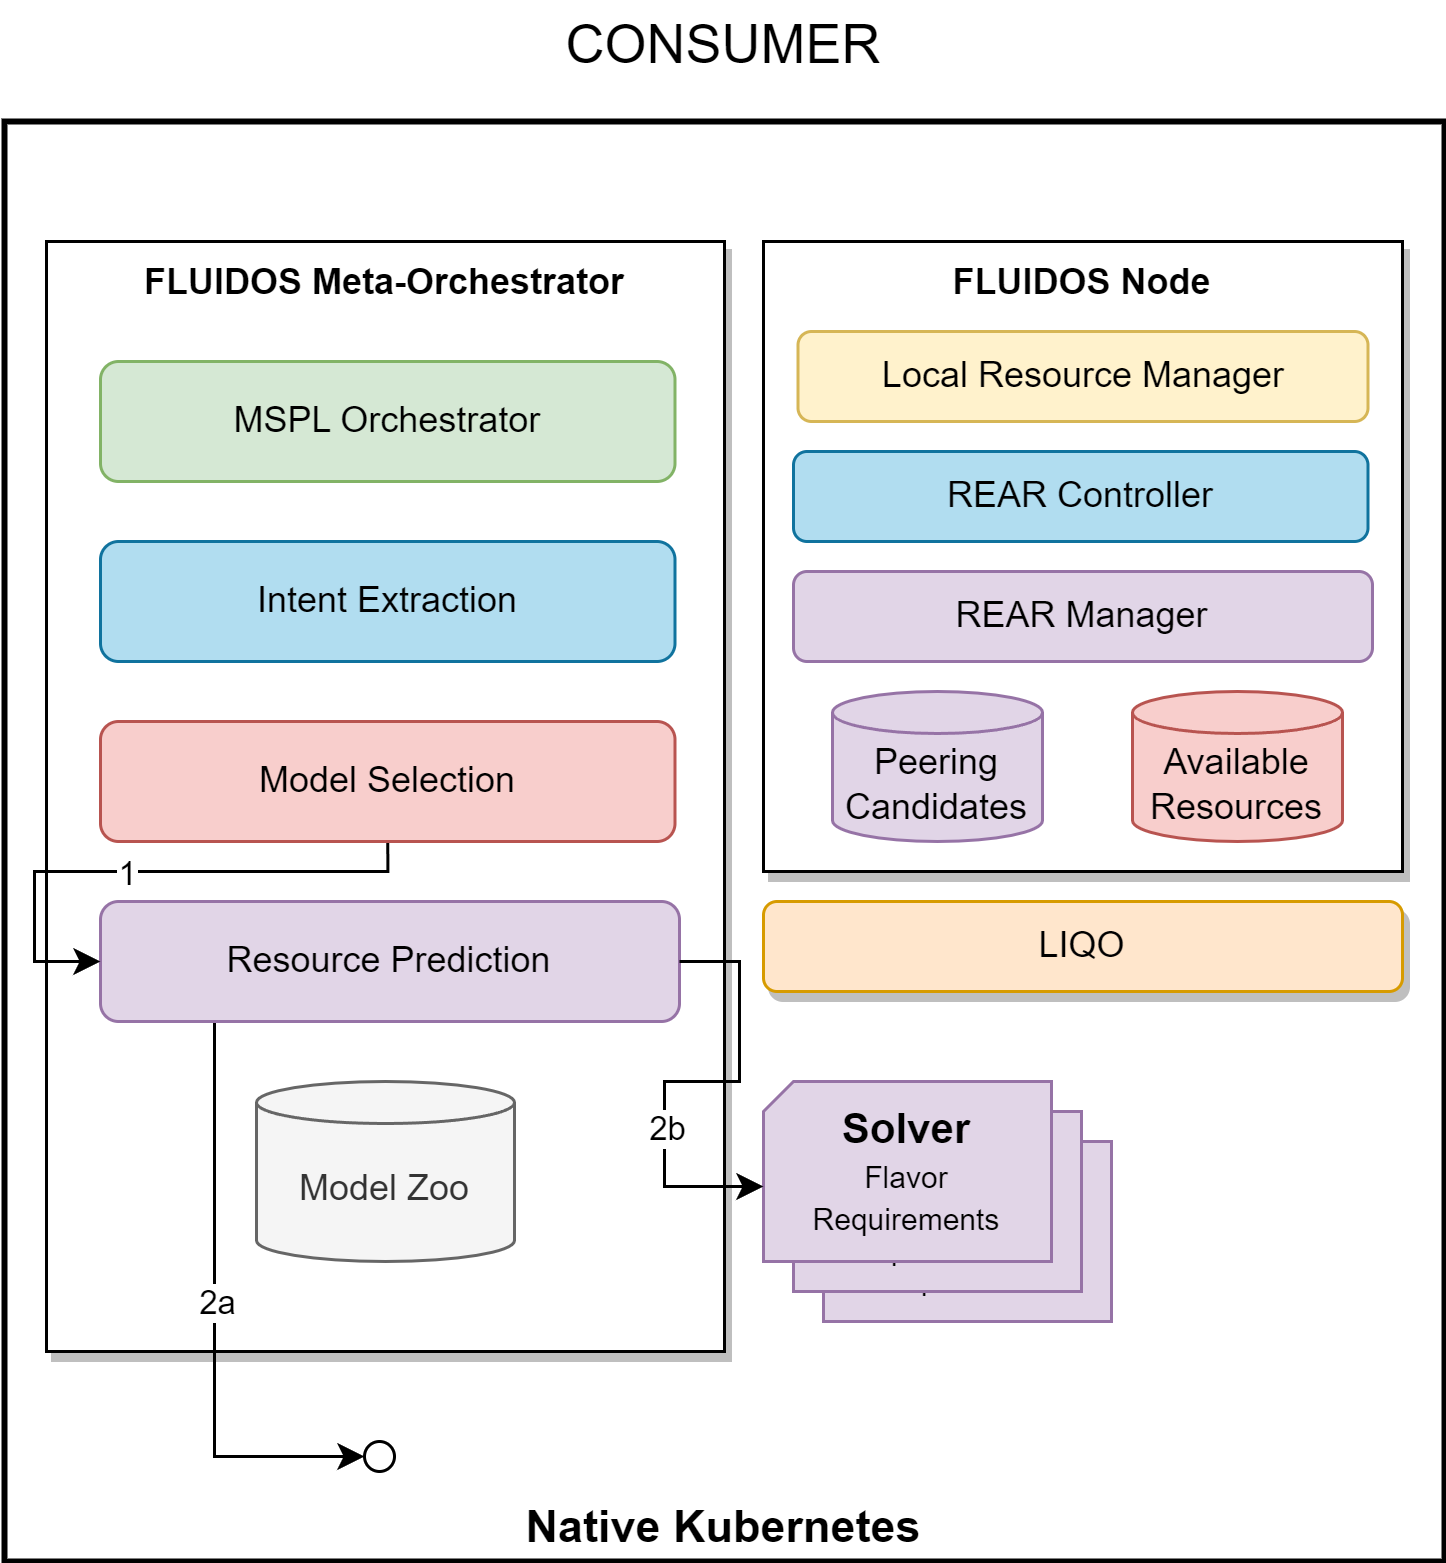 CONSUMER
FLUIDOS Meta-Orchestrator
MSPL Orchestrator
Intent Extraction
Model Selection
1
Resource Prediction
Model Zoo
2a
2b
FLUIDOS Node
Local Resource Manager
REAR Controller
REAR Manager
Peering
Candidates
Available
Resources
LIQO
Solver
Flavor
Requirements
Native Kubernetes